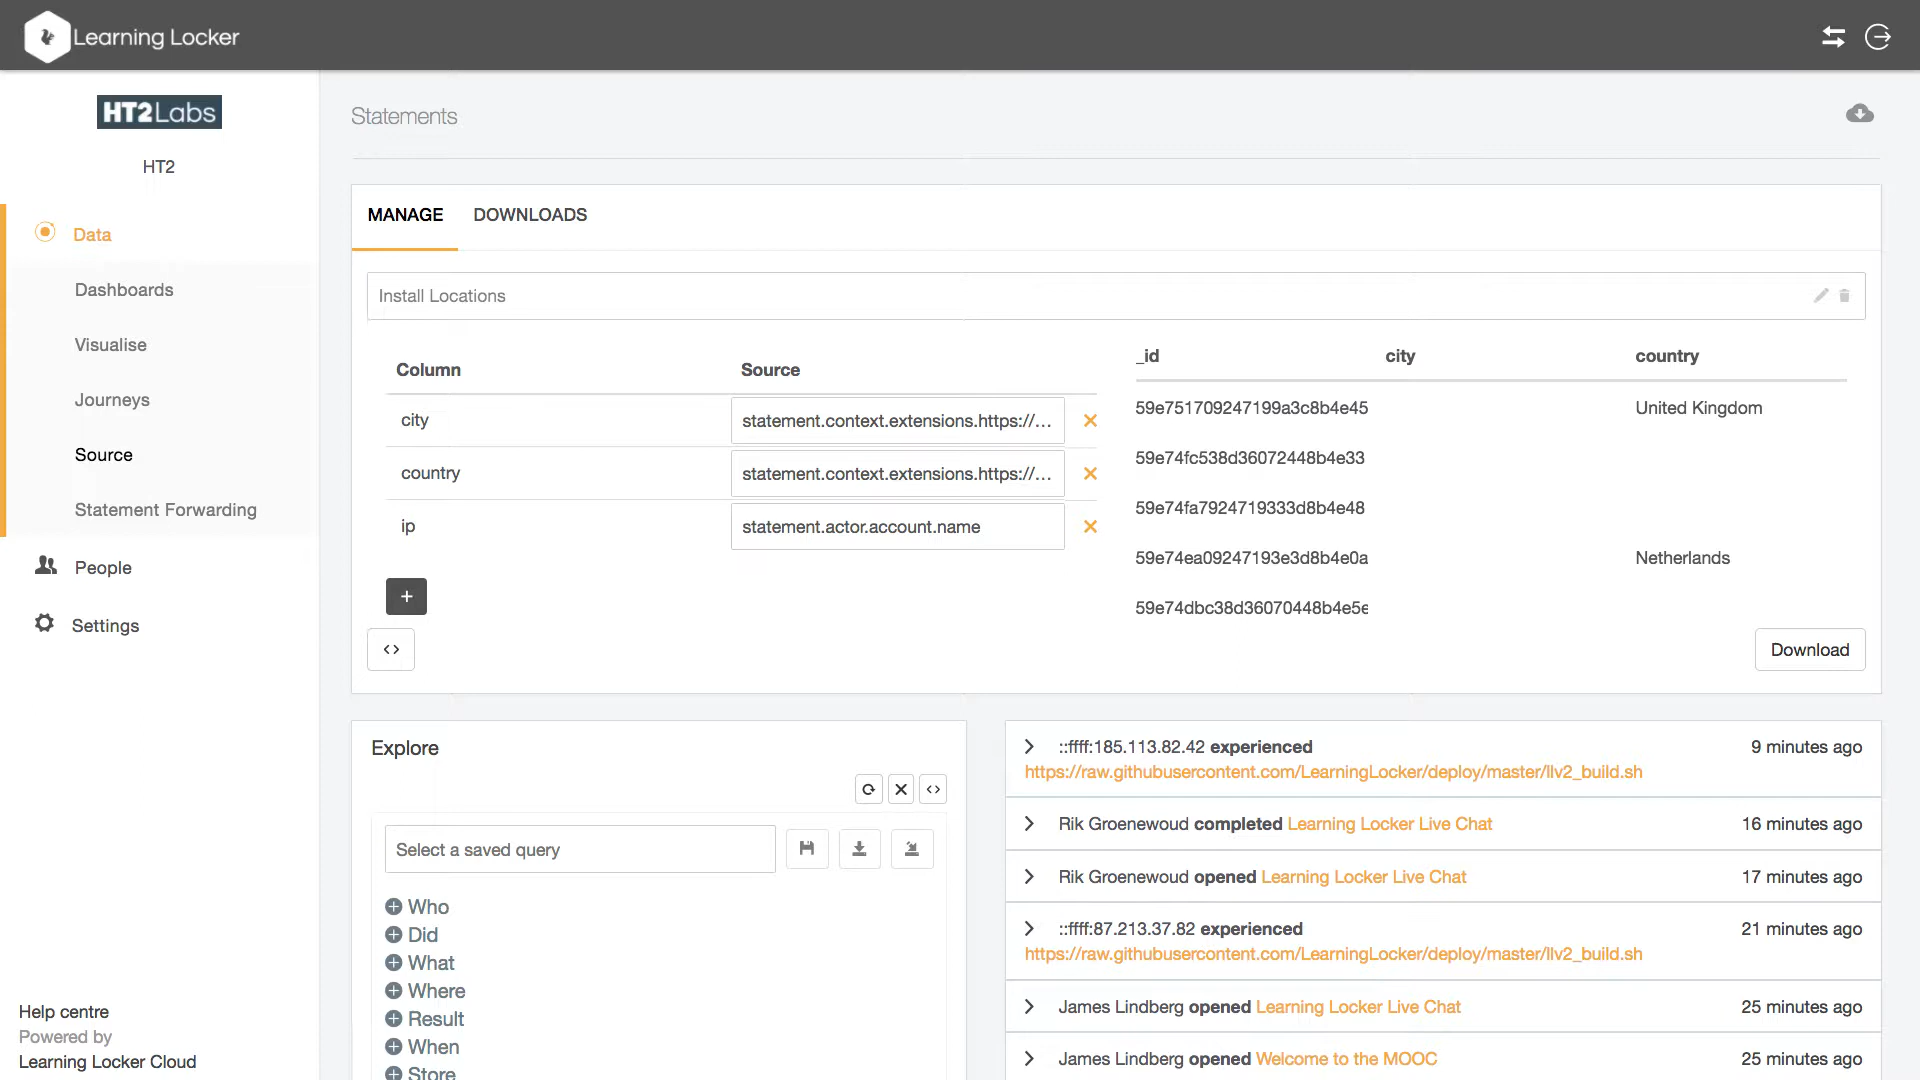 Learning Locker
HT2Labs
HT2
Data
Dashboards
Visualise
Journeys
Source
Statement Forwarding
People
Settings
Help centre
Powered by
Learning Locker Cloud
Statements
MANAGE DOWNLOADS
Install Locations
Column Source
city statement.context.extensions.https://...
country statement.context.extensions.https://...
ip statement.actor.account.name
+
<>
_id city country
59e751709247199a3c8b4e45 United Kingdom
59e74fc538d36072448b4e33
59e74fa7924719333d8b4e48
59e74ea09247193e3d8b4e0a Netherlands
59e74dbc38d36070448b4e5e
Download
Explore
<>
Select a saved query
Who
Did
What
Where
Result
When
Store
::ffff:185.113.82.42 experienced 9 minutes ago
https://raw.githubusercontent.com/LearningLocker/deploy/master/llv2_build.sh
Rik Groenewoud completed Learning Locker Live Chat 16 minutes ago
Rik Groenewoud opened Learning Locker Live Chat 17 minutes ago
::ffff:87.213.37.82 experienced 21 minutes ago
https://raw.githubusercontent.com/LearningLocker/deploy/master/llv2_build.sh
James Lindberg opened Learning Locker Live Chat 25 minutes ago
James Lindberg opened Welcome to the MOOC 25 minutes ago